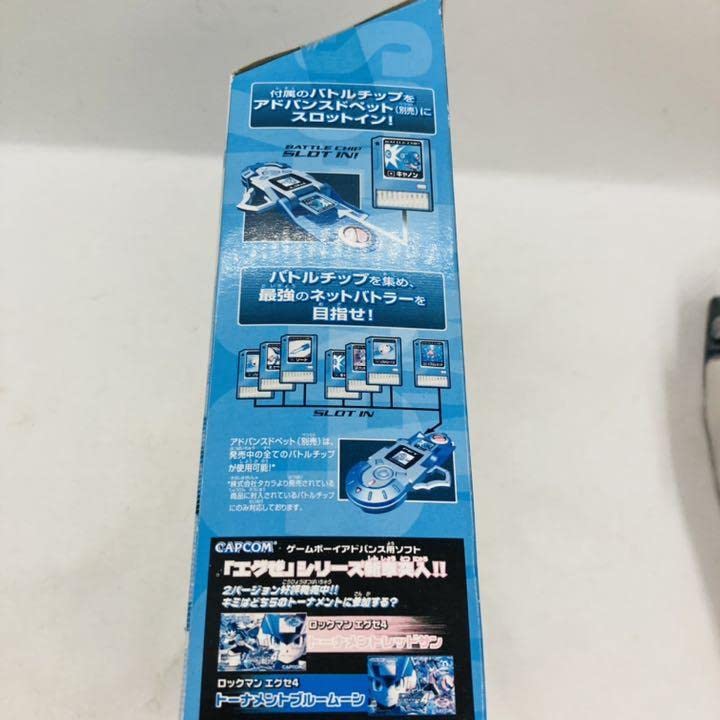 付属のバトルチップを
アドバンスドペット(別売)に
スロットイン!
BATTLE CHIP
SLOT IN!
BATTLE CHIP
キャノン
バトルチップを集め、
最強のネットバトラーを
目指せ!
ソード
SLOT IN
アドバンスドペット(別売)は、
発売中の全てのバトルチップ
が使用可能!*
*株式会社タカラより発売されている
商品に封入されているバトルチップ
にのみ対応しております。
CAPCOM ゲームボーイアドバンス用ソフト
「エグゼ」シリーズ
突入!!
2バージョン好評発売中!!
キミはどちらのトーナメントに参加する?
ロックマン エグゼ4
トーナメントレッドサン
ロックマン エグゼ4
トーナメントブルームーン